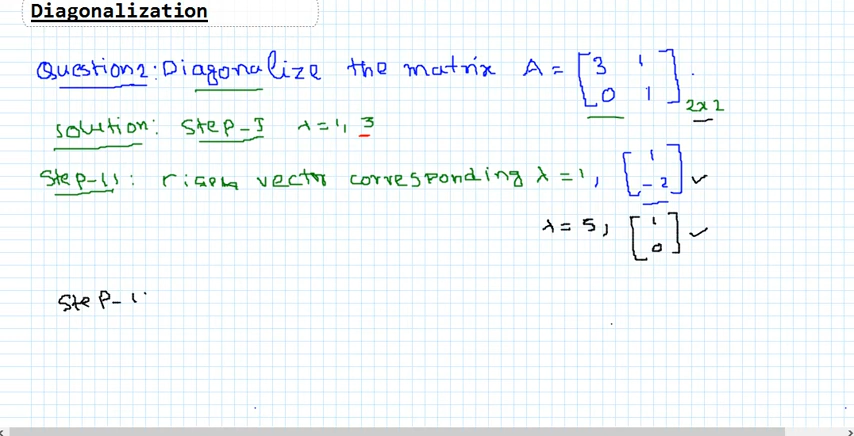 Diagonalization
Question2: Diagonalize the matrix A = [3 1
0 1] 2x2
solution: Step-I λ=1, 3
Step-II: eigen vector corresponding λ=1, [1
-2] ✓
λ=5, [1
0] ✓
Step-1